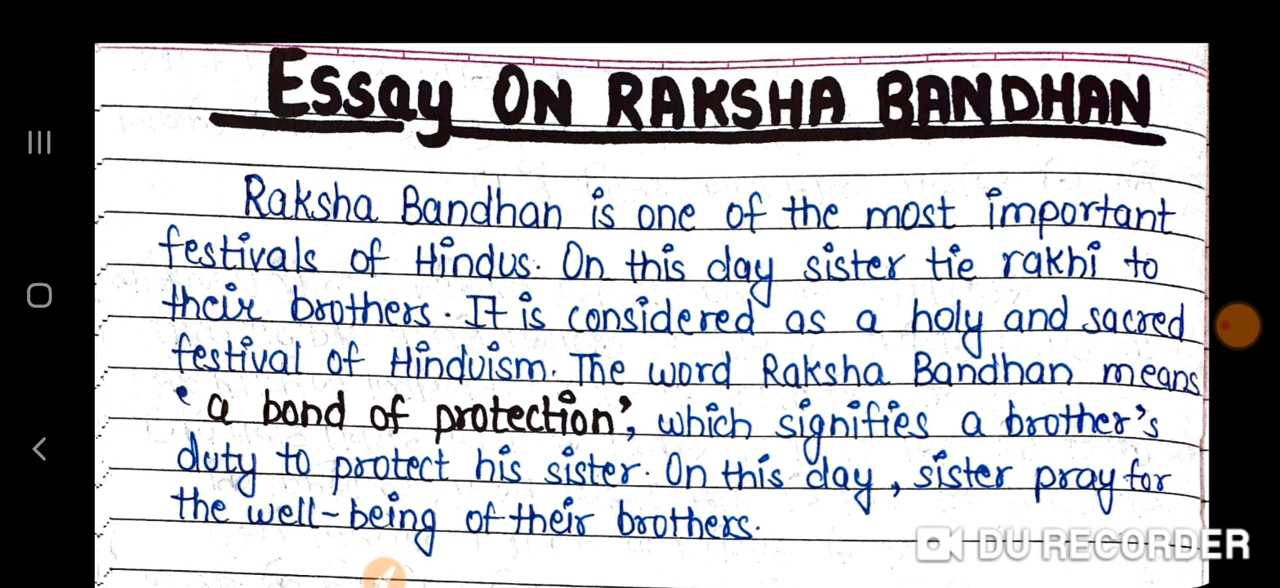 ESSay ON RAKSHA BANDHAN
Raksha Bandhan is one of the most important
festivals of Hindus. On this day sister tie rakhi to
their brothers. It is considered as a holy and sacred
festival of Hinduism. The word Raksha Bandhan means
‘a bond of protection’, which signifies a brother's
duty to protect his sister. On this day, sister pray for
the well-being of their brothers.
DU RECORDER